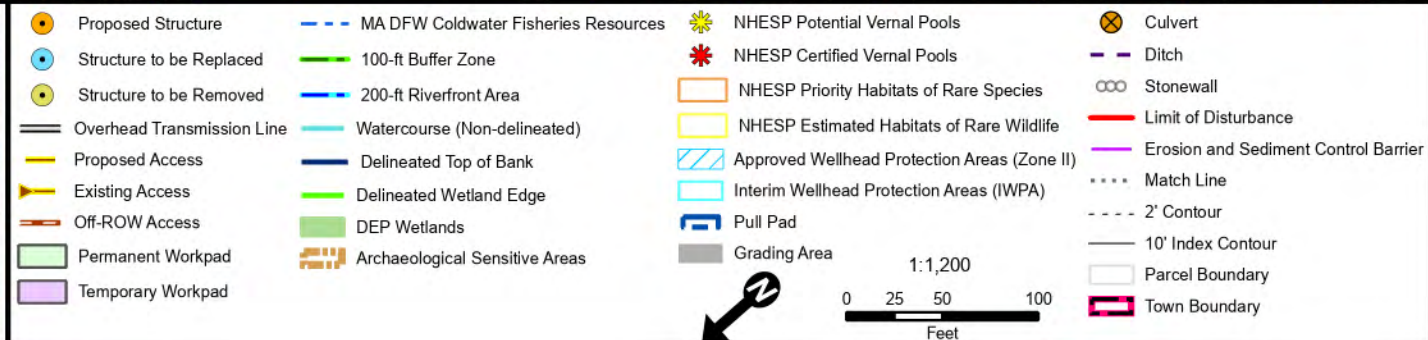 Proposed Structure
Structure to be Replaced
Structure to be Removed
Overhead Transmission Line
Proposed Access
Existing Access
Off-ROW Access
Permanent Workpad
Temporary Workpad
MA DFW Coldwater Fisheries Resources
100-ft Buffer Zone
200-ft Riverfront Area
Watercourse (Non-delineated)
Delineated Top of Bank
Delineated Wetland Edge
DEP Wetlands
Archaeological Sensitive Areas
NHESP Potential Vernal Pools
NHESP Certified Vernal Pools
NHESP Priority Habitats of Rare Species
NHESP Estimated Habitats of Rare Wildlife
Approved Wellhead Protection Areas (Zone II)
Interim Wellhead Protection Areas (IWPA)
Pull Pad
Grading Area
N
1:1,200
0 25 50 100
Feet
Culvert
Ditch
Stonewall
Limit of Disturbance
Erosion and Sediment Control Barrier
Match Line
2' Contour
10' Index Contour
Parcel Boundary
Town Boundary